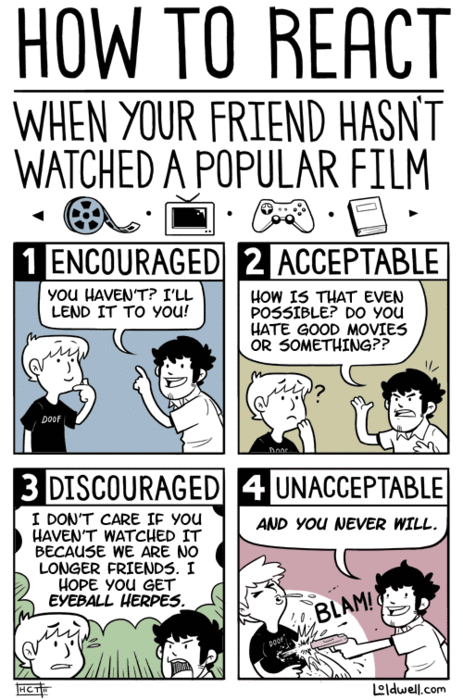 HOW TO REACT
WHEN YOUR FRIEND HASN'T
WATCHED A POPULAR FILM
1 ENCOURAGED
YOU HAVEN'T? I'LL
LEND IT TO YOU!
DOOF
2 ACCEPTABLE
HOW IS THAT EVEN
POSSIBLE? DO YOU
HATE GOOD MOVIES
OR SOMETHING??
?
DOOF
3 DISCOURAGED
I DON'T CARE IF YOU
HAVEN'T WATCHED IT
BECAUSE WE ARE NO
LONGER FRIENDS. I
HOPE YOU GET
EYEBALL HERPES.
HCT
4 UNACCEPTABLE
AND YOU NEVER WILL.
BLAM!
DOOF
Loldwell.com